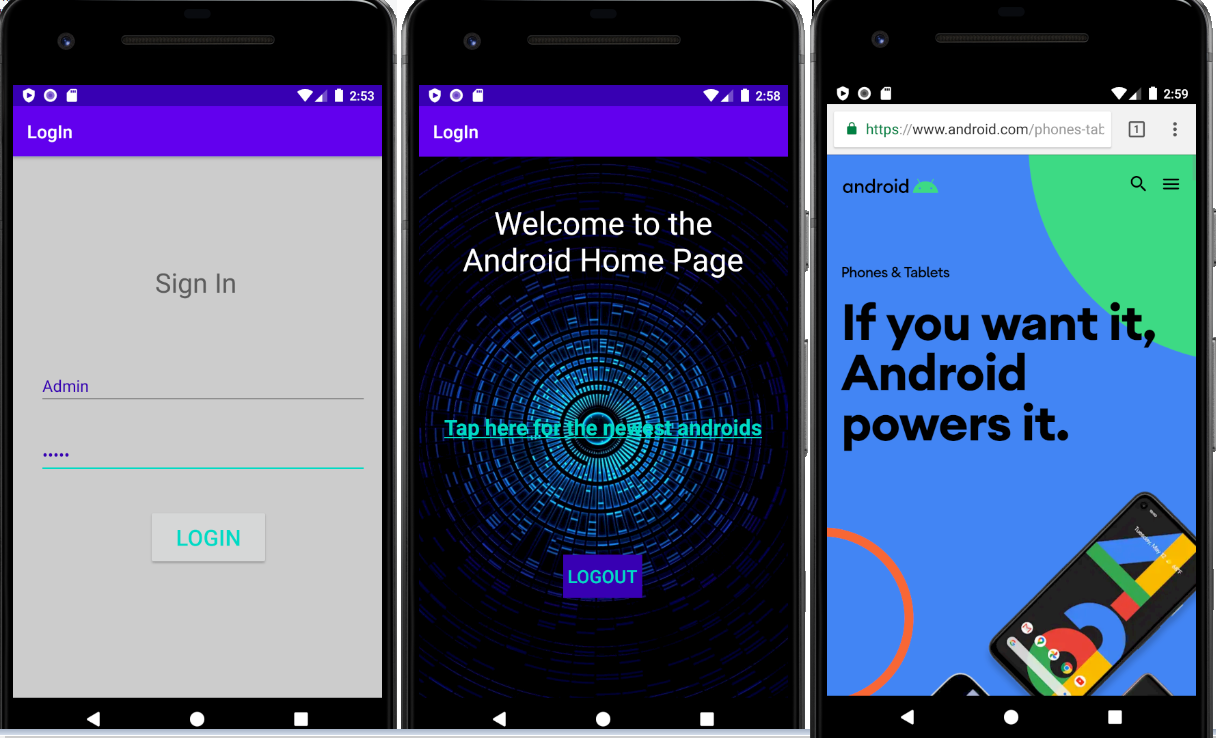 2:53
LogIn
Sign In
Admin
•••••
LOGIN
2:58
LogIn
Welcome to the
Android Home Page
Tap here for the newest androids
LOGOUT
2:59
https://www.android.com/phones-tab
1
android
Phones & Tablets
If you want it,
Android
powers it.